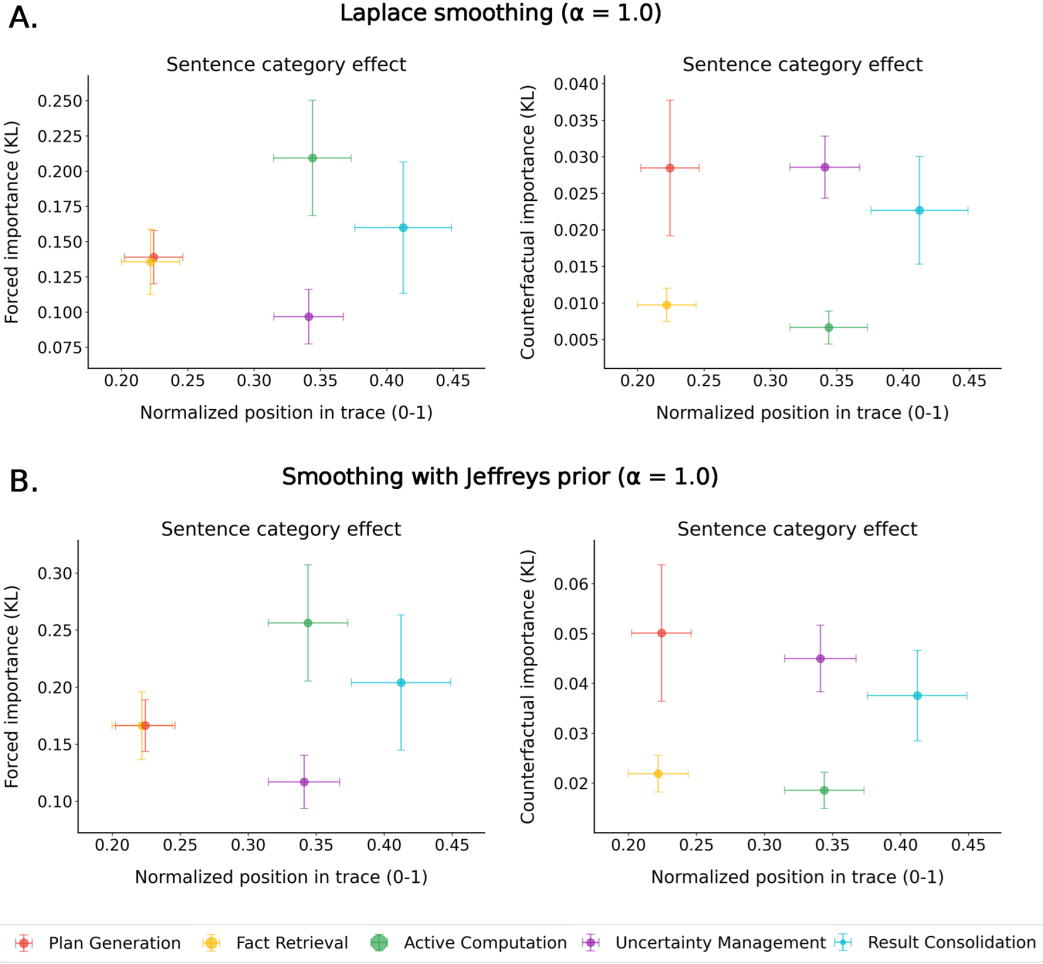 A.
Laplace smoothing (α = 1.0)
Sentence category effect
Forced importance (KL)
0.250
0.225
0.200
0.175
0.150
0.125
0.100
0.075
0.20 0.25 0.30 0.35 0.40 0.45
Normalized position in trace (0-1)
Sentence category effect
Counterfactual importance (KL)
0.040
0.035
0.030
0.025
0.020
0.015
0.010
0.005
0.20 0.25 0.30 0.35 0.40 0.45
Normalized position in trace (0-1)
B.
Smoothing with Jeffreys prior (α = 1.0)
Sentence category effect
Forced importance (KL)
0.30
0.25
0.20
0.15
0.10
0.20 0.25 0.30 0.35 0.40 0.45
Normalized position in trace (0-1)
Sentence category effect
Counterfactual importance (KL)
0.06
0.05
0.04
0.03
0.02
0.20 0.25 0.30 0.35 0.40 0.45
Normalized position in trace (0-1)
Plan Generation Fact Retrieval Active Computation Uncertainty Management Result Consolidation